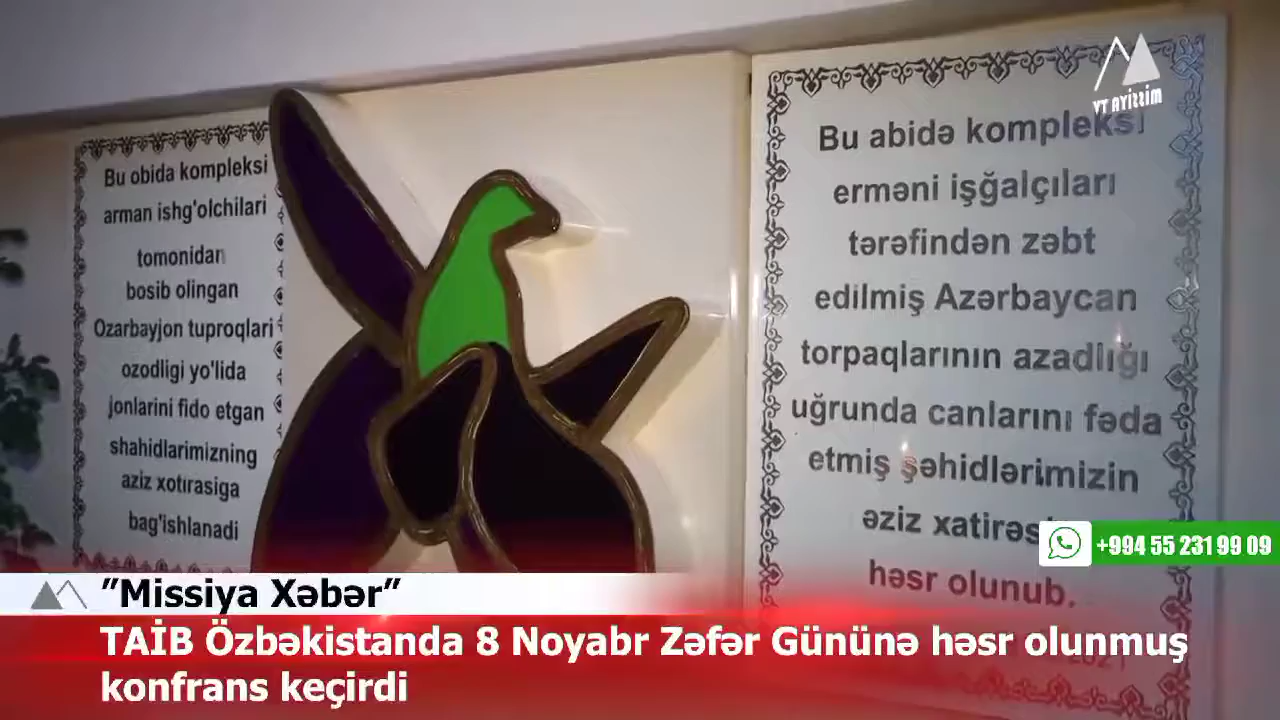 YT AYİSİM
Bu obida kompleksi
arman ishg'olchilari
tomonidan
bosib olingan
Ozarbayjon tuproqlari
ozodligi yo'lida
jonlarini fido etgan
shahidlarimizning
aziz xotirasiga
bag'ishlanadi
Bu abidə kompleksi
erməni işğalçıları
tərəfindən zəbt
edilmiş Azərbaycan
torpaqlarının azadlığı
uğrunda canlarını fəda
etmiş şəhidlərimizin
əziz
həsr olunub.
+994 55 231 99 09
”Missiya Xəbər”
TAİB Özbəkistanda 8 Noyabr Zəfər Gününə həsr olunmuş
konfrans keçirdi